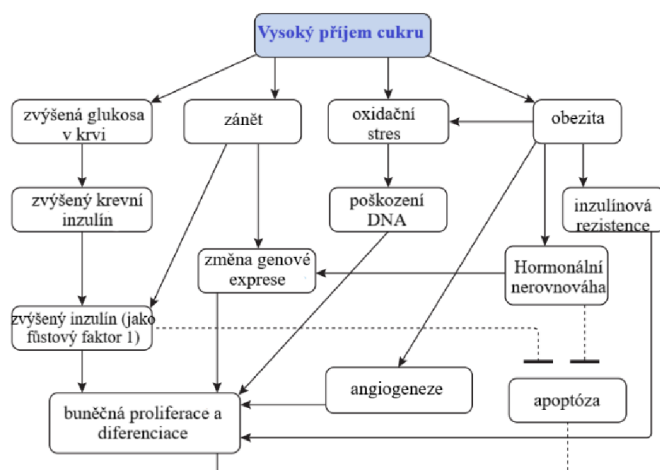 Vysoký příjem cukru
zvýšená glukosa
v krvi
zánět
oxidační
stres
obezita
zvýšený krevní
inzulín
poškození
DNA
inzulínová
rezistence
změna genové
exprese
Hormonální
nerovnováha
zvýšený inzulín (jako
fůstový faktor 1)
angiogeneze
apoptóza
buněčná proliferace a
diferenciace